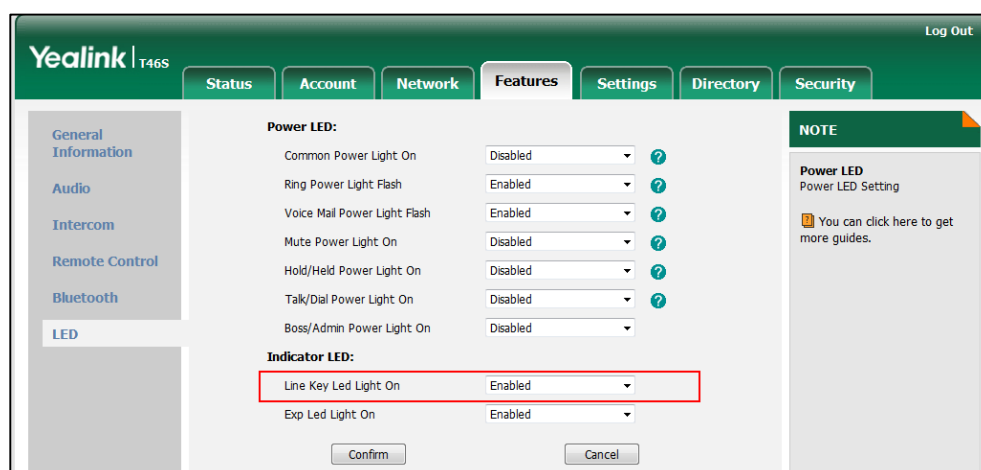 Log Out
Yealink T46S
Status Account Network Features Settings Directory Security
General
Information
Audio
Intercom
Remote Control
Bluetooth
LED
Power LED:
Common Power Light On Disabled ?
Ring Power Light Flash Enabled ?
Voice Mail Power Light Flash Enabled ?
Mute Power Light On Disabled ?
Hold/Held Power Light On Disabled ?
Talk/Dial Power Light On Disabled ?
Boss/Admin Power Light On Disabled
Indicator LED:
Line Key Led Light On Enabled
Exp Led Light On Enabled
Confirm Cancel
NOTE
Power LED
Power LED Setting
You can click here to get
more guides.